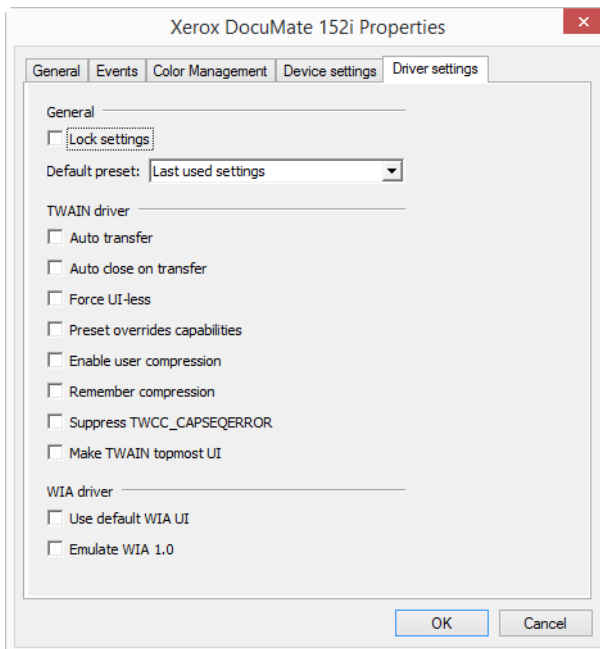 Xerox DocuMate 152i Properties
General Events Color Management Device settings Driver settings
General
Lock settings
Default preset: Last used settings
TWAIN driver
Auto transfer
Auto close on transfer
Force UI-less
Preset overrides capabilities
Enable user compression
Remember compression
Suppress TWCC_CAPSEQERROR
Make TWAIN topmost UI
WIA driver
Use default WIA UI
Emulate WIA 1.0
OK Cancel